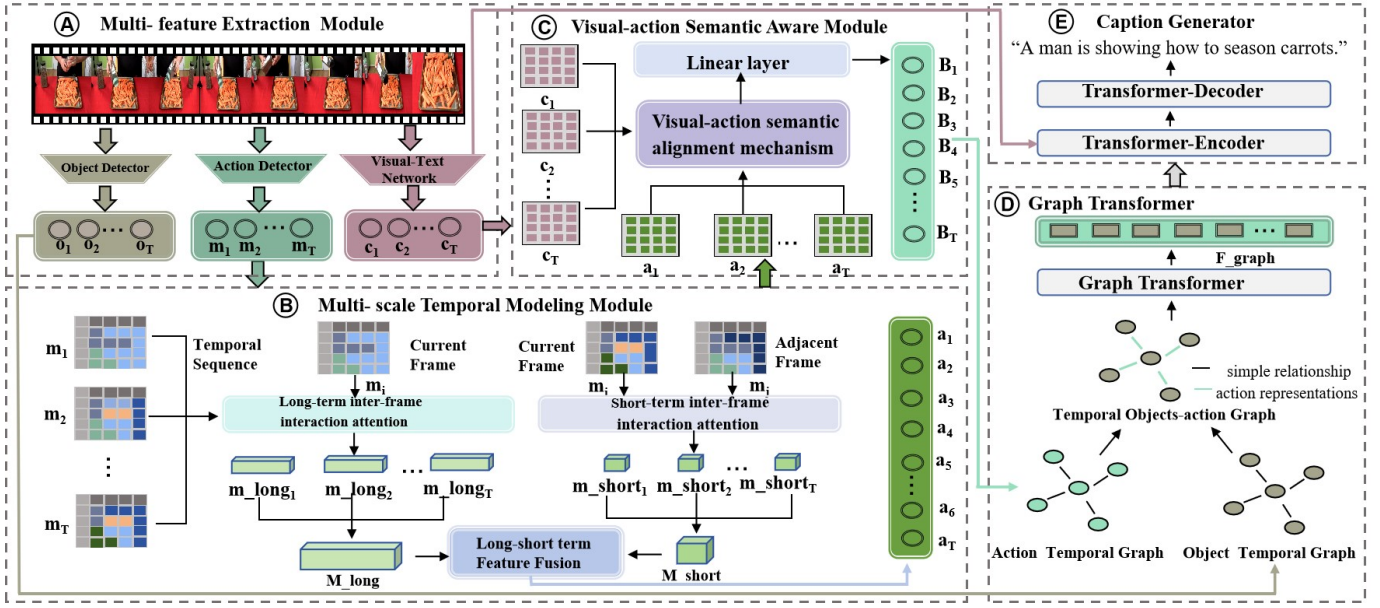 A Multi- feature Extraction Module
Object Detector
Action Detector
Visual-Text
Network
o1 o2 ... oT
m1 m2 ... mT
c1 c2 ... cT
C Visual-action Semantic Aware Module
c1
c2
cT
Linear layer
Visual-action semantic
alignment mechanism
a1 a2 ... aT
B1
B2
B3
B4
B5
BT
E Caption Generator
“A man is showing how to season carrots.”
Transformer-Decoder
Transformer-Encoder
D Graph Transformer
F_graph
Graph Transformer
simple relationship
action representations
Temporal Objects-action Graph
Action Temporal Graph
Object Temporal Graph
B Multi- scale Temporal Modeling Module
m1
m2
mT
Temporal
Sequence
Current
Frame
mi
Long-term inter-frame
interaction attention
m_long1 m_long2 ... m_longT
M_long
Current
Frame
mi
Adjacent
Frame
mi
Short-term inter-frame
interaction attention
m_short1 m_short2 ... m_shortT
M_short
Long-short term
Feature Fusion
a1
a2
a3
a4
a5
a6
aT